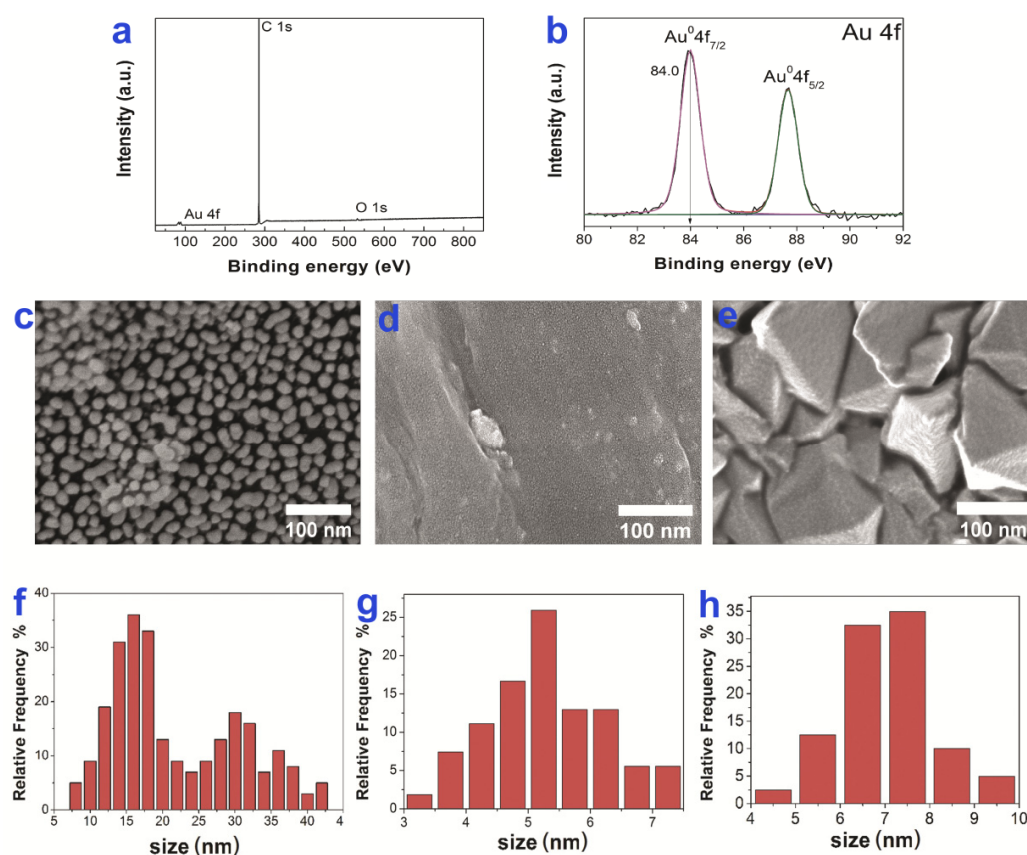 a
C 1s
Au 4f
O 1s
Intensity (a.u.)
100 200 300 400 500 600 700 800
Binding energy (eV)
b
Au 4f
Au⁰4f7/2
84.0
Au⁰4f5/2
Intensity (a.u.)
80 82 84 86 88 90 92
Binding energy (eV)
c
100 nm
d
100 nm
e
100 nm
f
Relative Frequency %
40
30
20
10
0
5 10 15 20 25 30 35 40 4
size (nm)
g
Relative Frequency %
25
20
15
10
5
0
3 4 5 6 7
size (nm)
h
Relative Frequency %
35
30
25
20
15
10
5
0
4 5 6 7 8 9 10
size (nm)